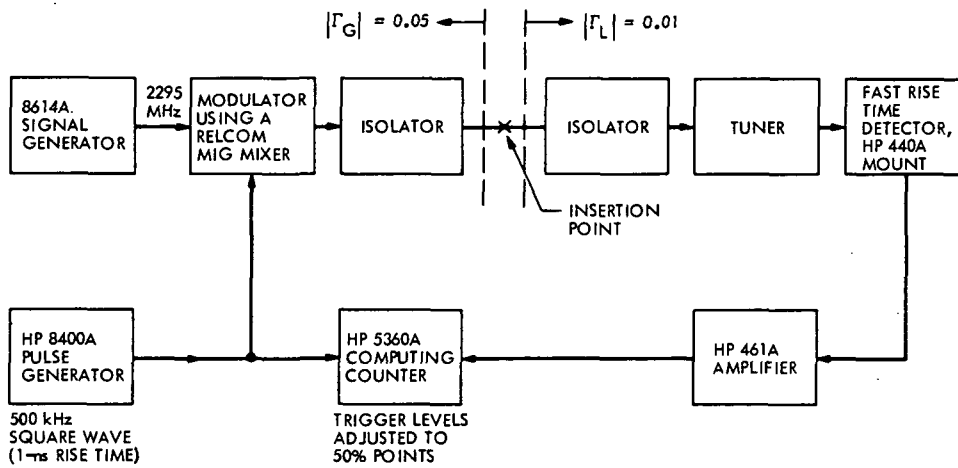 |ΓG| = 0.05
|ΓL| = 0.01
8614A.
SIGNAL
GENERATOR
2295
MHz
MODULATOR
USING A
RELCOM
MIG MIXER
ISOLATOR
ISOLATOR
TUNER
FAST RISE
TIME
DETECTOR,
HP 440A
MOUNT
INSERTION
POINT
HP 8400A
PULSE
GENERATOR
HP 5360A
COMPUTING
COUNTER
HP 461A
AMPLIFIER
500 kHz
SQUARE WAVE
(1-ns RISE TIME)
TRIGGER LEVELS
ADJUSTED TO
50% POINTS